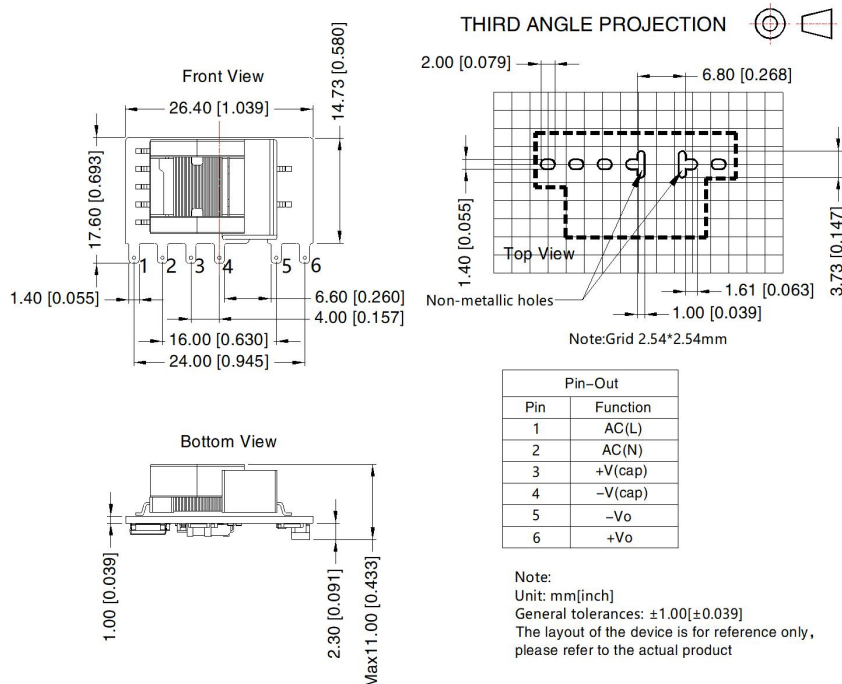 THIRD ANGLE PROJECTION
2.00 [0.079]
6.80 [0.268]
Front View
26.40 [1.039]
14.73 [0.580]
17.60 [0.693]
1 2 3 4 5 6
1.40 [0.055]
6.60 [0.260]
4.00 [0.157]
16.00 [0.630]
24.00 [0.945]
1.40 [0.055]
Top View
3.73 [0.147]
Non-metallic holes
1.61 [0.063]
1.00 [0.039]
Note:Grid 2.54*2.54mm
Pin-Out
Pin Function
1 AC(L)
2 AC(N)
3 +V(cap)
4 -V(cap)
5 -Vo
6 +Vo
Bottom View
1.00 [0.039]
2.30 [0.091]
Max11.00 [0.433]
Note:
Unit: mm[inch]
General tolerances: ±1.00[±0.039]
The layout of the device is for reference only,
please refer to the actual product